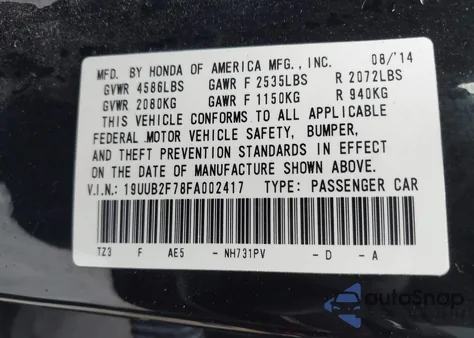 MFD. BY HONDA OF AMERICA MFG., INC. 08/'14
GVWR 4586LBS GAWR F 2535LBS R 2072LBS
GVWR 2080KG GAWR F 1150KG R 940KG
THIS VEHICLE CONFORMS TO ALL APPLICABLE
FEDERAL MOTOR VEHICLE SAFETY, BUMPER,
AND THEFT PREVENTION STANDARDS IN EFFECT
ON THE DATE OF MANUFACTURE SHOWN ABOVE.
V.I.N.: 19UUB2F78FA002417 TYPE: PASSENGER CAR
TZ3 F AE5 - NH731PV - D - A
autoSnap